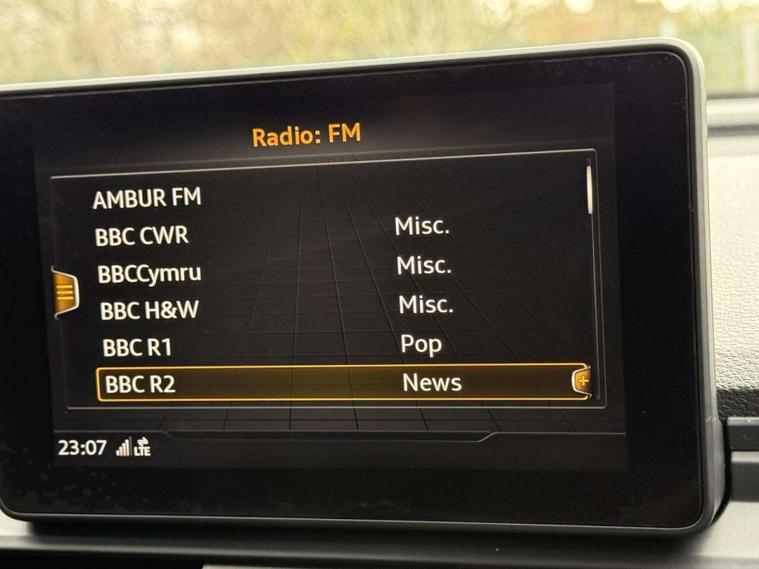 Radio: FM
AMBUR FM
BBC CWR Misc.
BBCCymru Misc.
BBC H&W Misc.
BBC R1 Pop
BBC R2 News
23:07 LTE